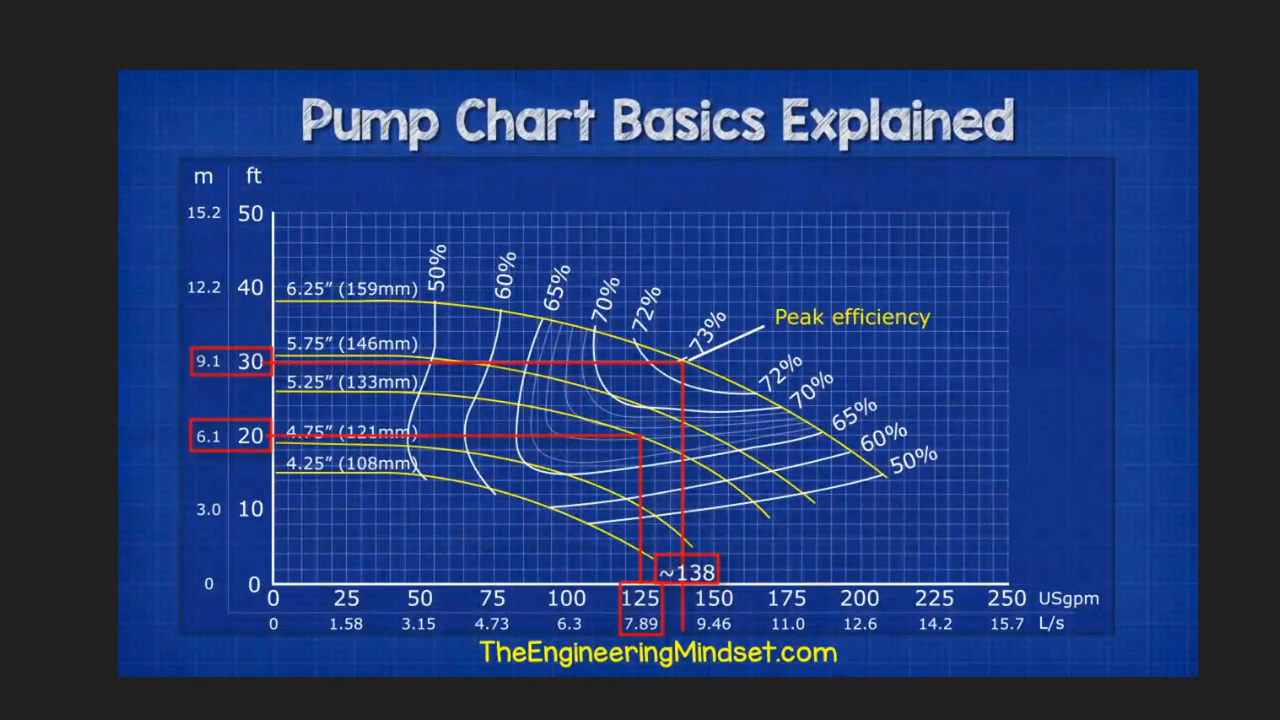 Pump Chart Basics Explained
m ft
15.2 50
50% 60% 65% 70% 72% 73%
12.2 40
6.25” (159mm)
Peak efficiency
5.75” (146mm)
9.1 30
72% 70%
5.25” (133mm)
65%
4.75” (121mm)
6.1 20
60%
50%
4.25” (108mm)
3.0 10
~138
0 0
0 25 50 75 100 125 150 175 200 225 250 USgpm
0 1.58 3.15 4.73 6.3 7.89 9.46 11.0 12.6 14.2 15.7 L/s
TheEngineeringMindset.com